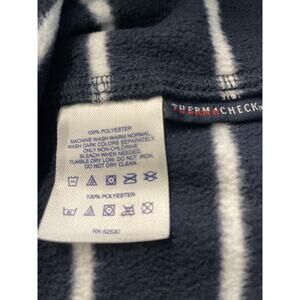 THERMACHECK
100% POLYESTER
MACHINE WASH WARM NORMAL.
WASH DARK COLORS SEPARATELY.
ONLY NON-CHLORINE
BLEACH WHEN NEEDED.
TUMBLE DRY LOW. DO NOT IRON.
DO NOT DRY CLEAN.
100% POLYESTER
RN 62830